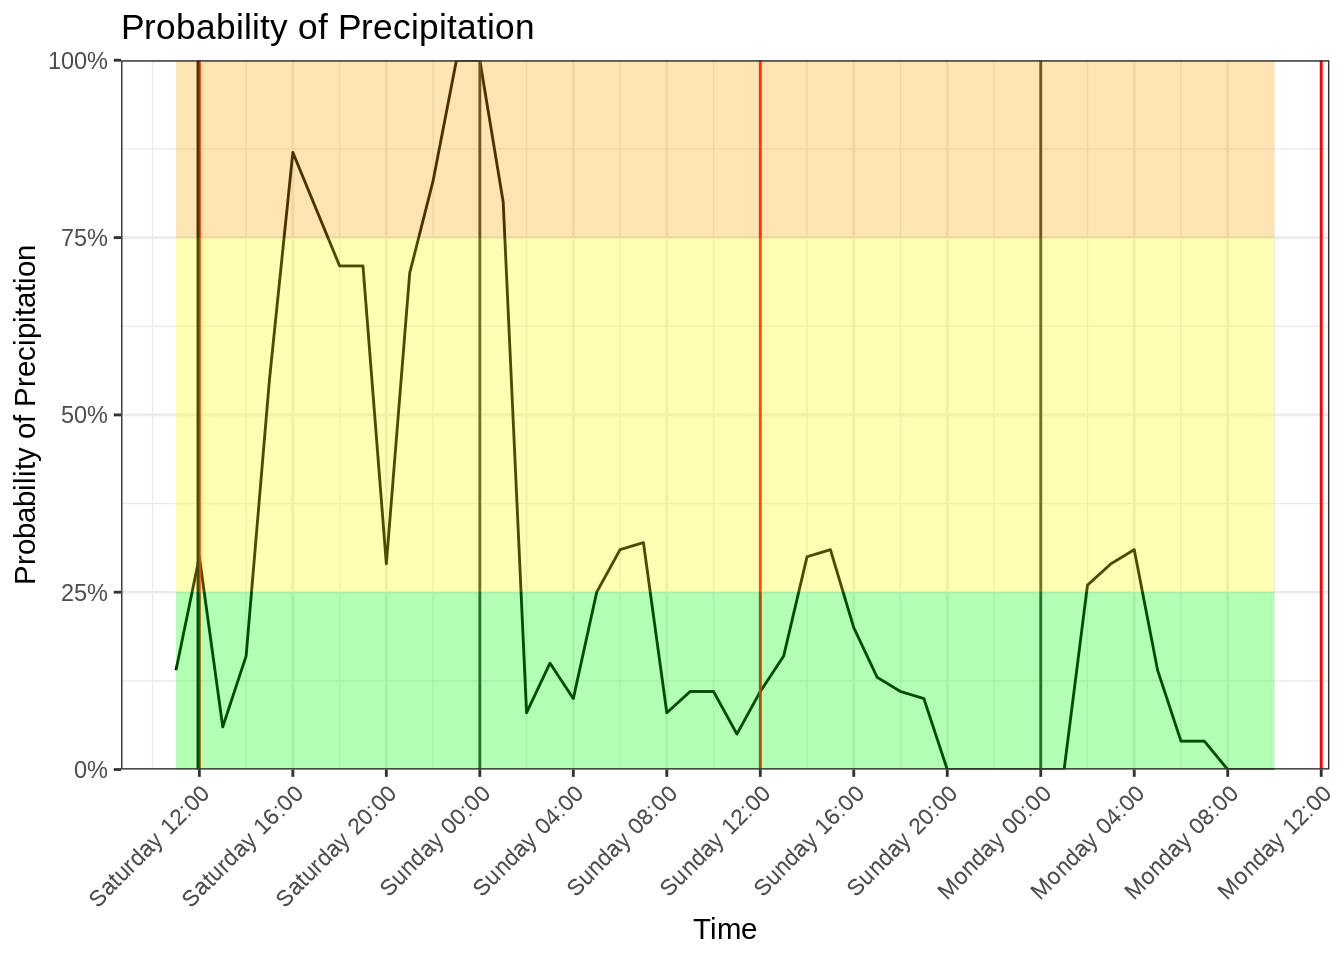 Probability of Precipitation
Probability of Precipitation
100%
75%
50%
25%
0%
Saturday 12:00
Saturday 16:00
Saturday 20:00
Sunday 00:00
Sunday 04:00
Sunday 08:00
Sunday 12:00
Sunday 16:00
Sunday 20:00
Monday 00:00
Monday 04:00
Monday 08:00
Monday 12:00
Time